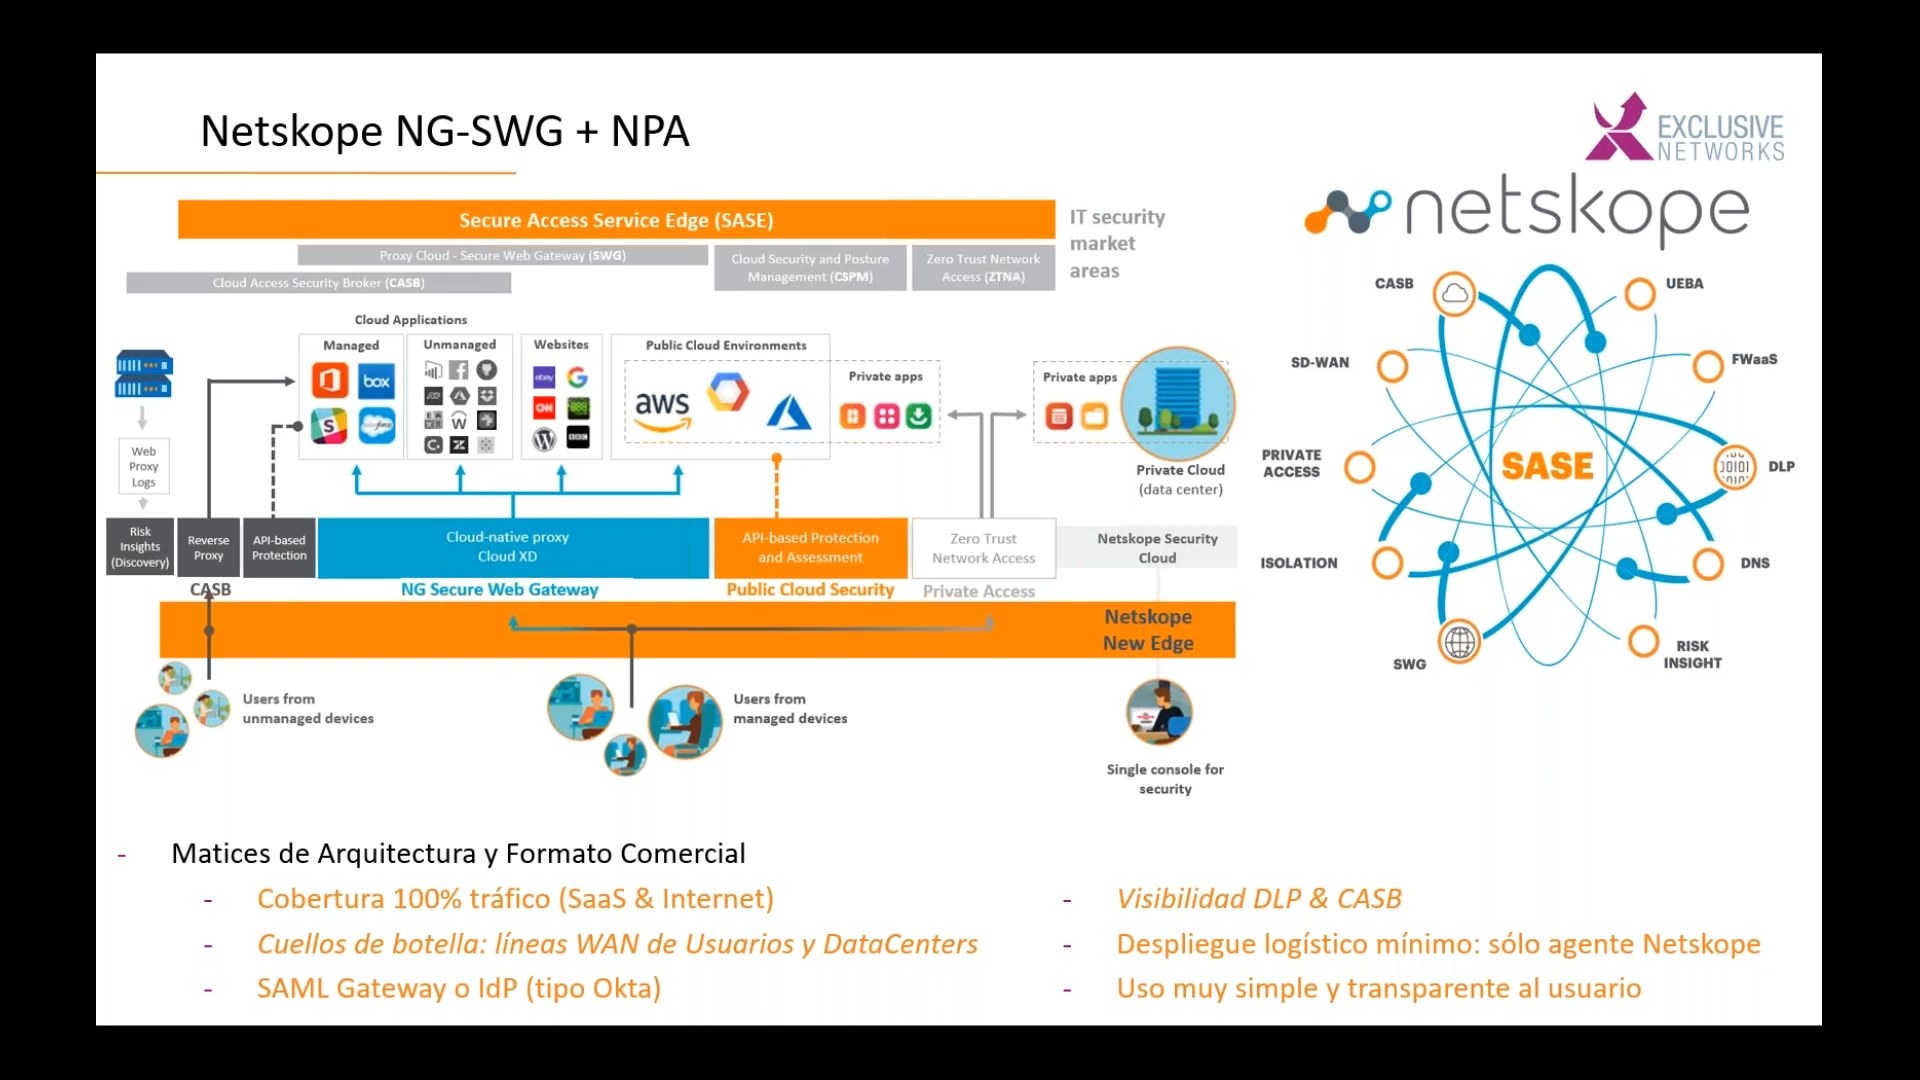 Netskope NG-SWG + NPA
EXCLUSIVE
NETWORKS
netskope
Secure Access Service Edge (SASE)
IT security
market
areas
Proxy Cloud - Secure Web Gateway (SWG)
Cloud Security and Posture
Management (CSPM)
Zero Trust Network
Access (ZTNA)
Cloud Access Security Broker (CASB)
Cloud Applications
Managed
Unmanaged
Websites
Public Cloud Environments
Private apps
Private apps
box
aws
ebay
CNN
BBC
Web
Proxy
Logs
Private Cloud
(data center)
Risk
Insights
(Discovery)
Reverse
Proxy
API-based
Protection
Cloud-native proxy
Cloud XD
API-based Protection
and Assessment
Zero Trust
Network Access
Netskope Security
Cloud
CASB
NG Secure Web Gateway
Public Cloud Security
Private Access
Netskope
New Edge
Users from
unmanaged devices
Users from
managed devices
Single console for
security
CASB
UEBA
SD-WAN
FWaaS
PRIVATE
ACCESS
SASE
DLP
ISOLATION
DNS
SWG
RISK
INSIGHT
- Matices de Arquitectura y Formato Comercial
- Cobertura 100% tráfico (SaaS & Internet)
- Cuellos de botella: líneas WAN de Usuarios y DataCenters
- SAML Gateway o IdP (tipo Okta)
- Visibilidad DLP & CASB
- Despliegue logístico mínimo: sólo agente Netskope
- Uso muy simple y transparente al usuario